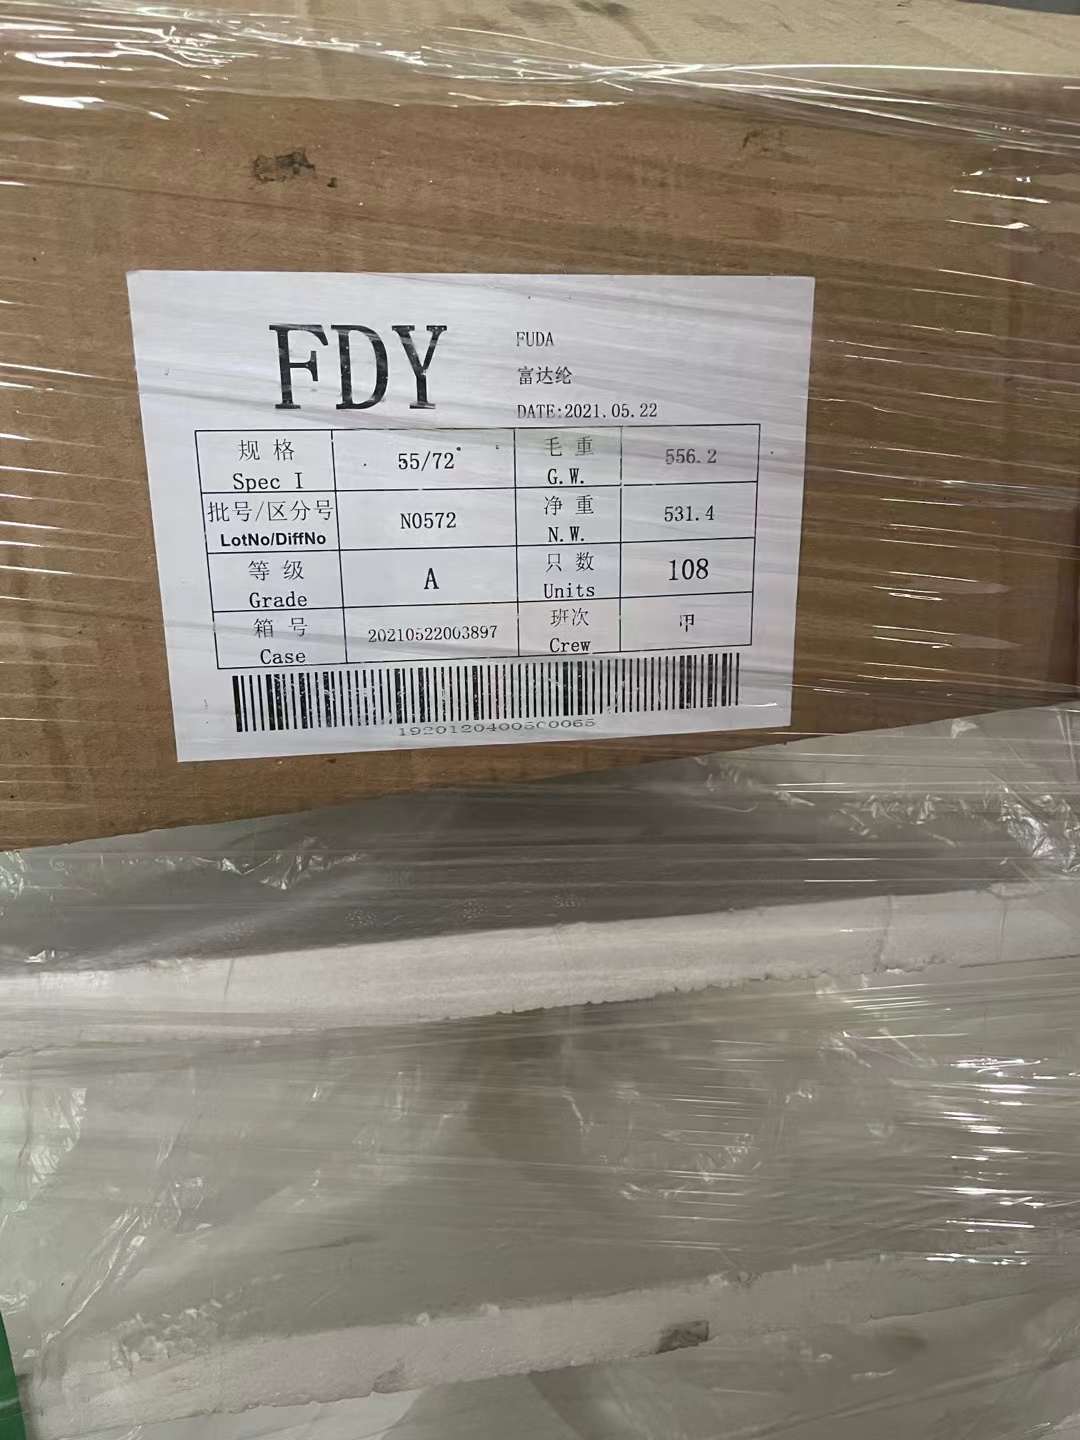 FDY
FUDA
富达纶
DATE:2021.05.22
规格 55/72 毛重 556.2
Spec I G.W.
批号/区分号 N0572 净重 531.4
LotNo/DiffNo N.W.
等级 A 只数 108
Grade Units
箱号 20210522003897 班次 甲
Case Crew